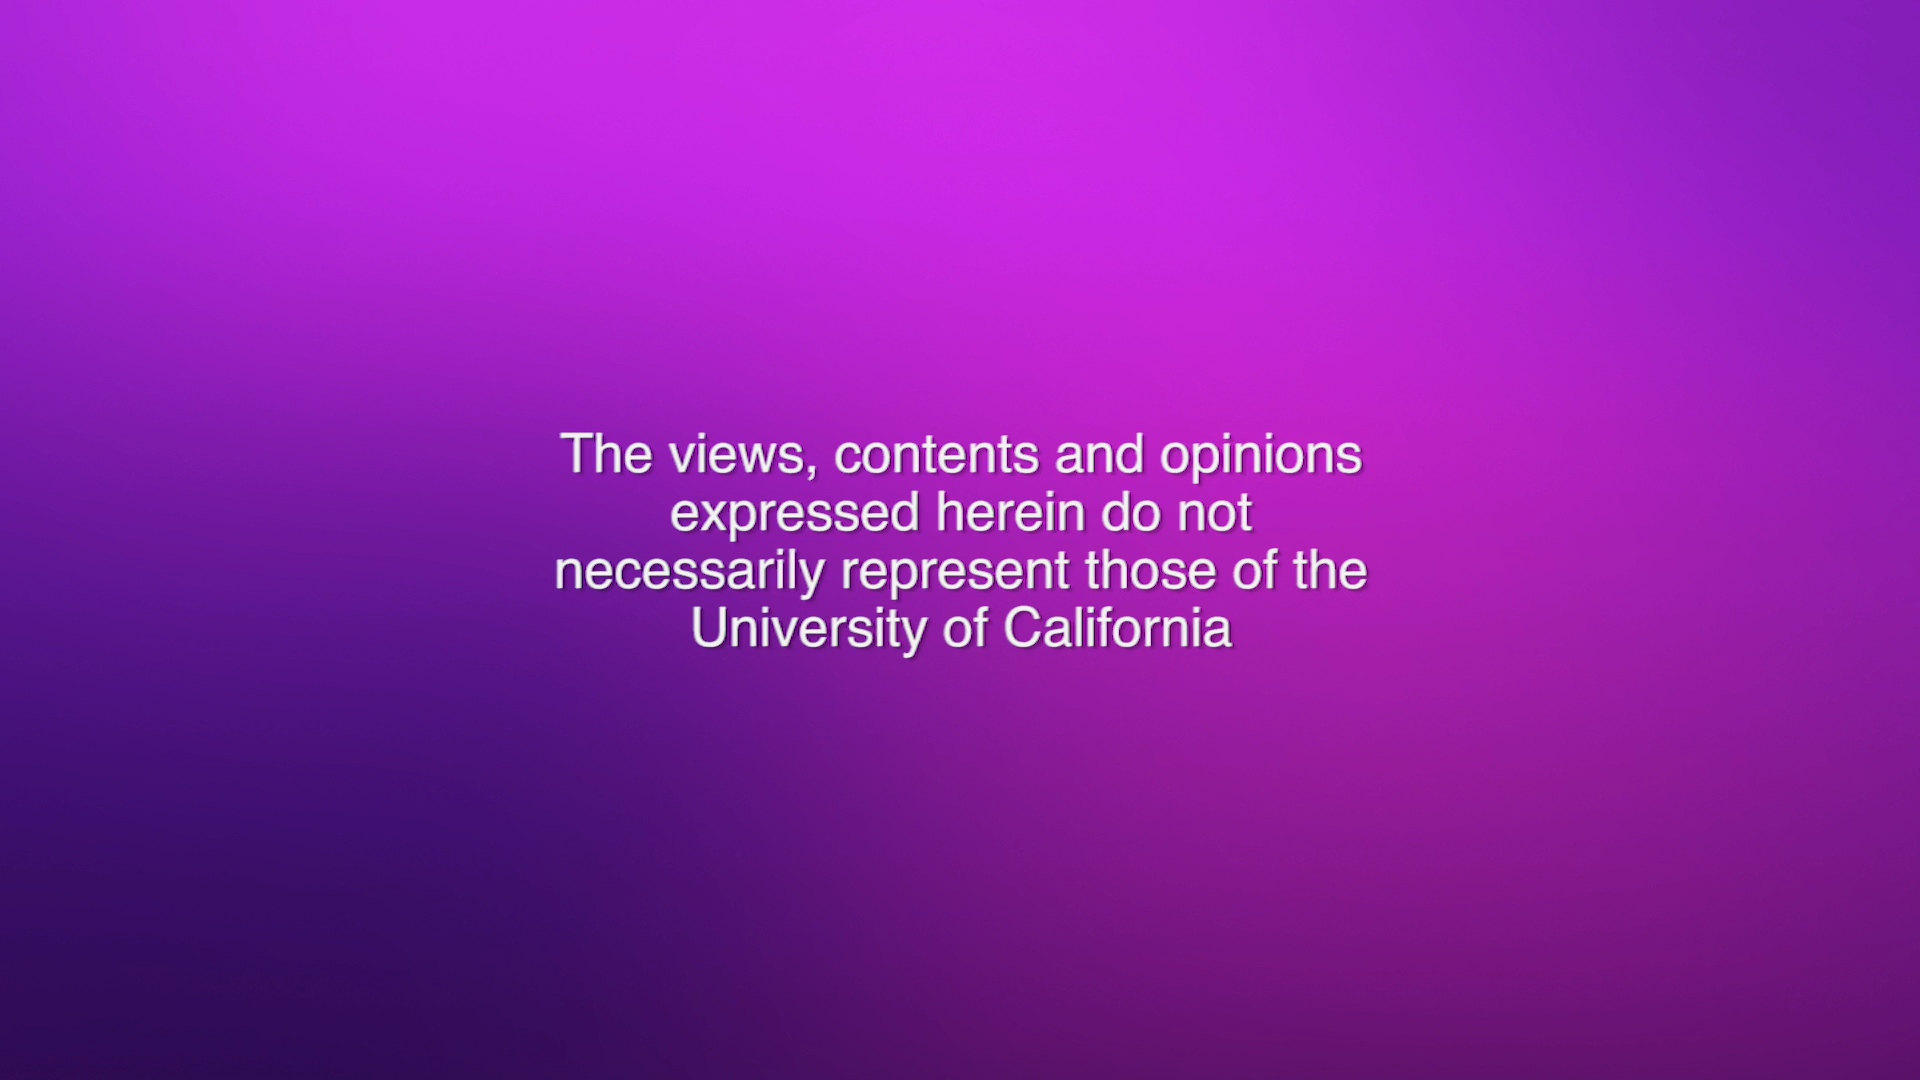 The views, contents and opinions
expressed herein do not
necessarily represent those of the
University of California